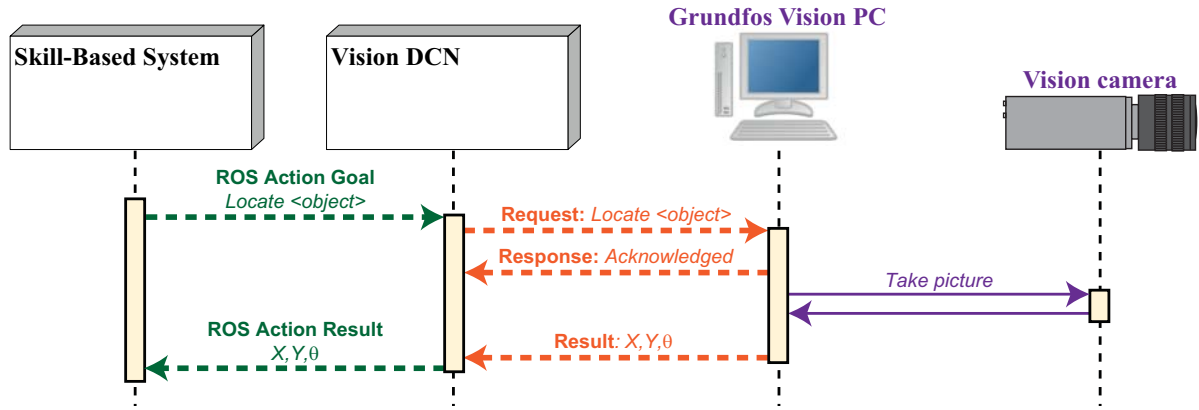 Grundfos Vision PC
Skill-Based System
Vision DCN
Vision camera
ROS Action Goal
Locate <object>
Request: Locate <object>
Response: Acknowledged
Take picture
ROS Action Result
X,Y,θ
Result: X,Y,θ